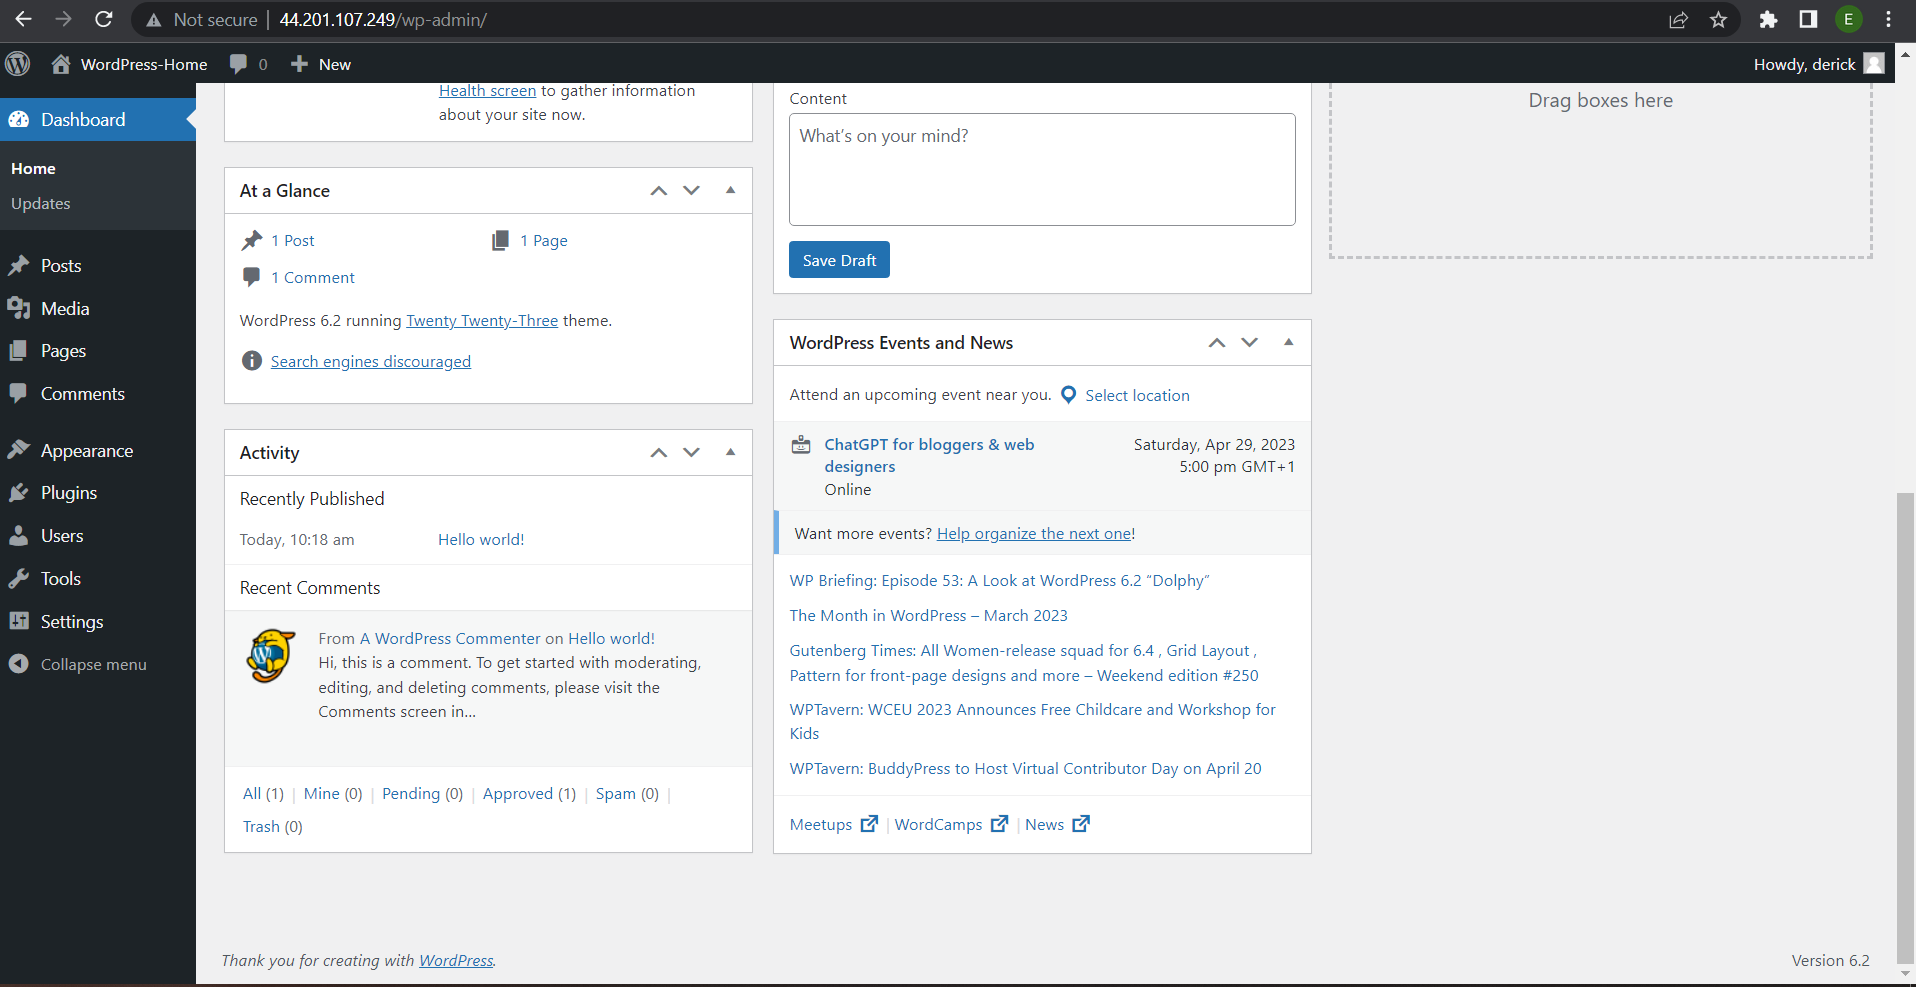 Not secure | 44.201.107.249/wp-admin/
E
WordPress-Home 0 New
Howdy, derick
Dashboard
Home
Updates
Posts
Media
Pages
Comments
Appearance
Plugins
Users
Tools
Settings
Collapse menu
Health screen to gather information
about your site now.
At a Glance
1 Post 1 Page
1 Comment
WordPress 6.2 running Twenty Twenty-Three theme.
Search engines discouraged
Activity
Recently Published
Today, 10:18 am Hello world!
Recent Comments
From A WordPress Commenter on Hello world!
Hi, this is a comment. To get started with moderating,
editing, and deleting comments, please visit the
Comments screen in…
All (1) | Mine (0) | Pending (0) | Approved (1) | Spam (0) |
Trash (0)
Content
What's on your mind?
Save Draft
WordPress Events and News
Attend an upcoming event near you. Select location
ChatGPT for bloggers & web
designers
Online
Saturday, Apr 29, 2023
5:00 pm GMT+1
Want more events? Help organize the next one!
WP Briefing: Episode 53: A Look at WordPress 6.2 “Dolphy”
The Month in WordPress – March 2023
Gutenberg Times: All Women-release squad for 6.4 , Grid Layout ,
Pattern for front-page designs and more – Weekend edition #250
WPTavern: WCEU 2023 Announces Free Childcare and Workshop for
Kids
WPTavern: BuddyPress to Host Virtual Contributor Day on April 20
Meetups | WordCamps | News
Drag boxes here
Thank you for creating with WordPress.
Version 6.2